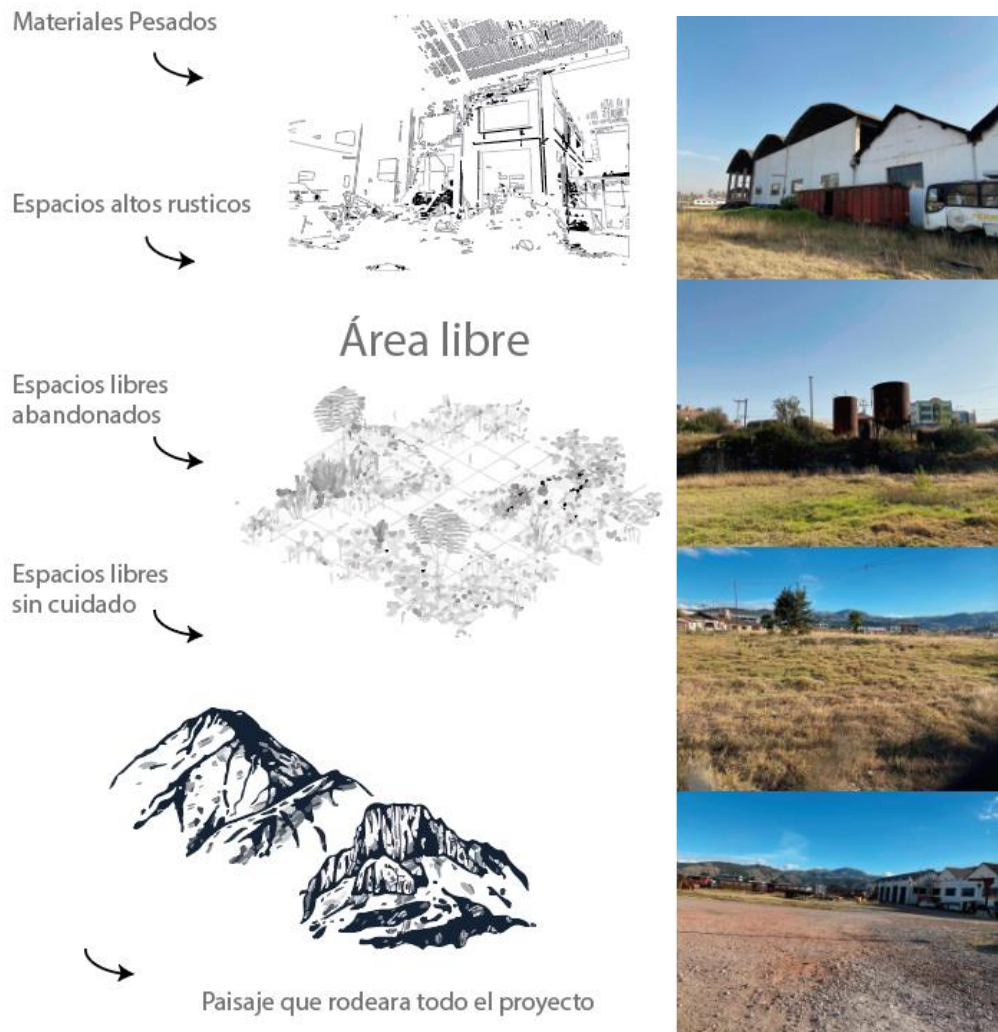 Materiales Pesados
Espacios altos rusticos
Área libre
Espacios libres
abandonados
Espacios libres
sin cuidado
Paisaje que rodeara todo el proyecto